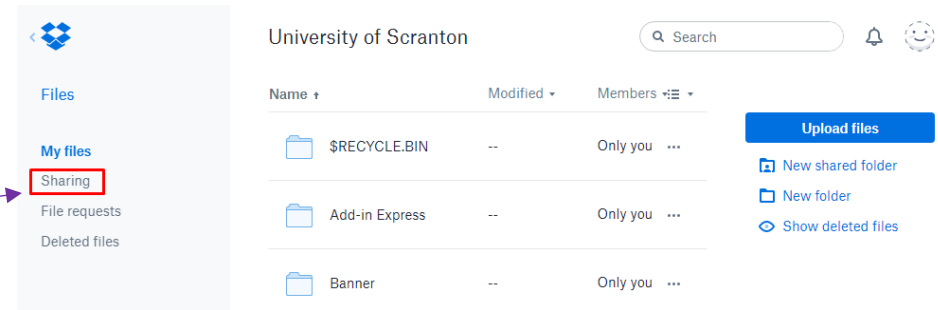 University of Scranton
Search
Files
My files
Sharing
File requests
Deleted files
Name Modified Members
$RECYCLE.BIN -- Only you
Add-in Express -- Only you
Banner -- Only you
Upload files
New shared folder
New folder
Show deleted files